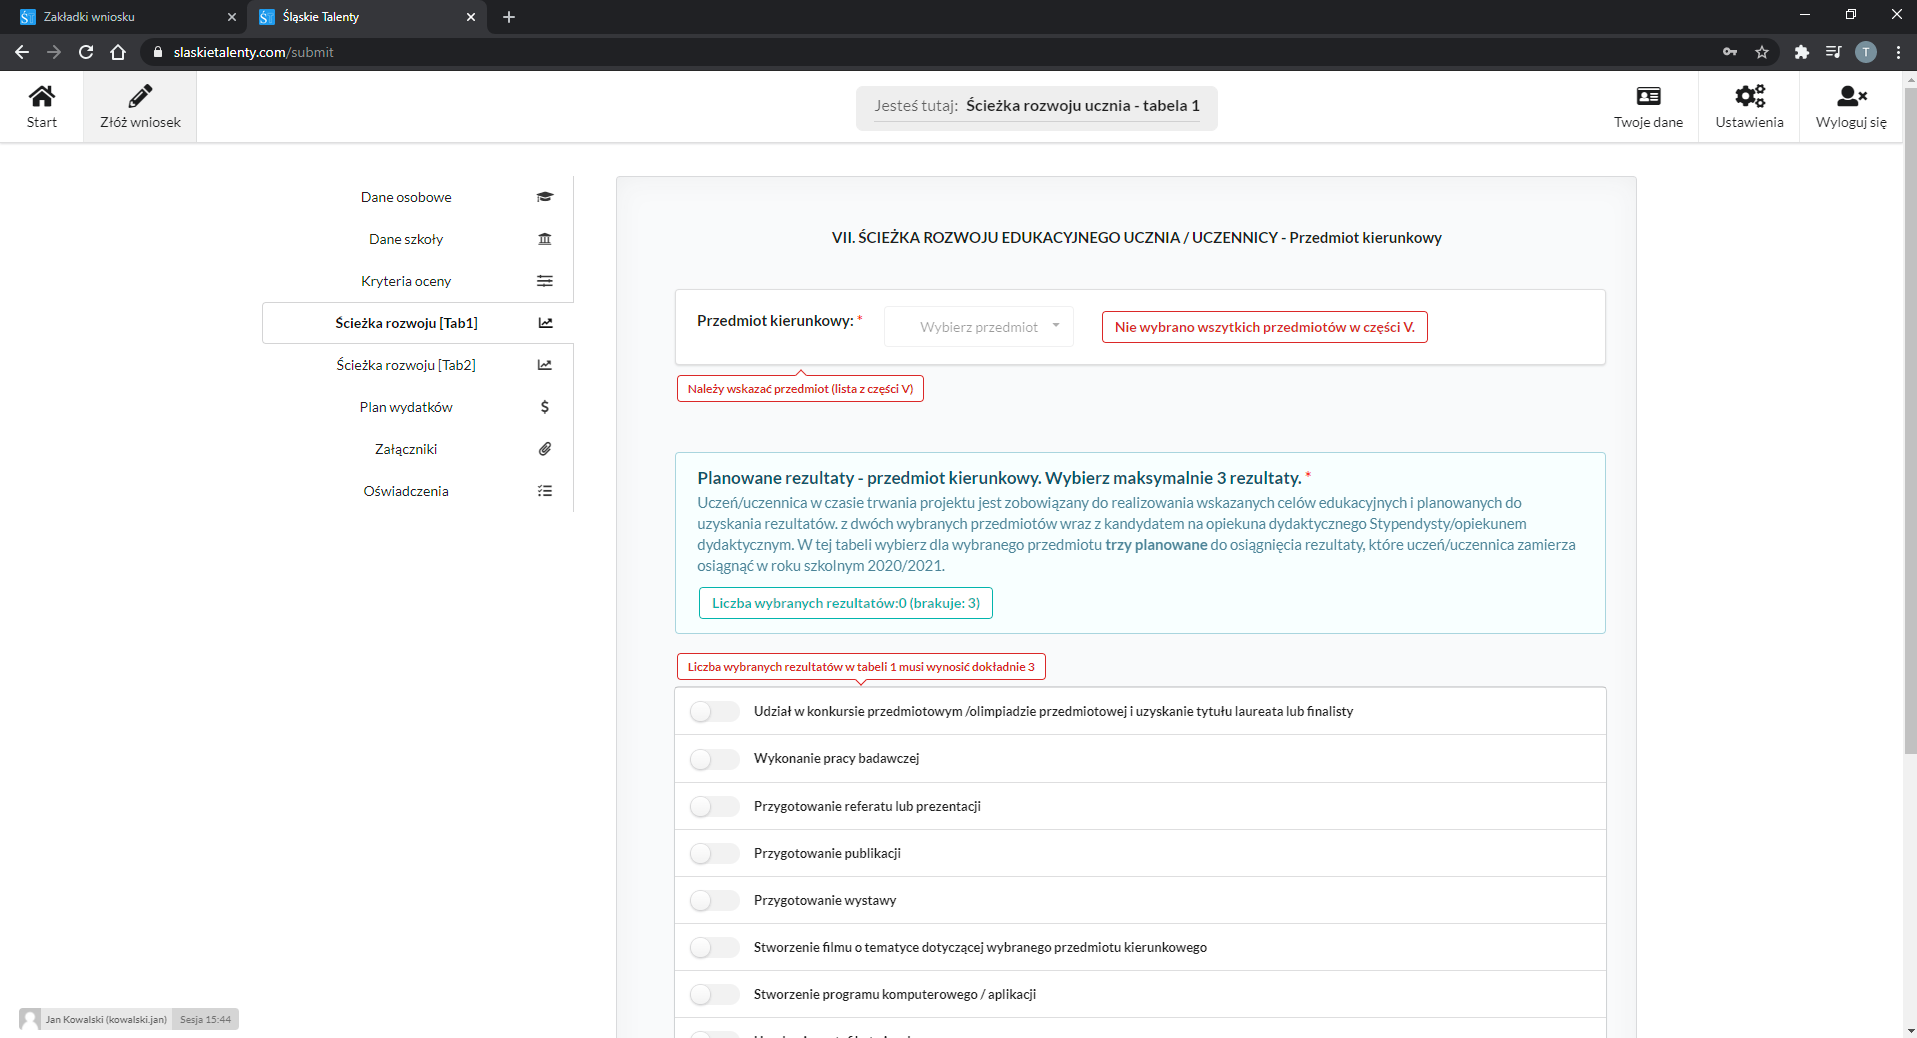 Zakładki wniosku
Śląskie Talenty
slaskietalenty.com/submit
T
Start
Złóż wniosek
Jesteś tutaj: Ścieżka rozwoju ucznia - tabela 1
Twoje dane
Ustawienia
Wyloguj się
Dane osobowe
Dane szkoły
Kryteria oceny
Ścieżka rozwoju [Tab1]
Ścieżka rozwoju [Tab2]
Plan wydatków
Załączniki
Oświadczenia
VII. ŚCIEŻKA ROZWOJU EDUKACYJNEGO UCZNIA / UCZENNICY - Przedmiot kierunkowy
Przedmiot kierunkowy: * Wybierz przedmiot Nie wybrano wszytkich przedmiotów w części V.
Należy wskazać przedmiot (lista z części V)
Planowane rezultaty - przedmiot kierunkowy. Wybierz maksymalnie 3 rezultaty. *
Uczeń/uczennica w czasie trwania projektu jest zobowiązany do realizowania wskazanych celów edukacyjnych i planowanych do
uzyskania rezultatów. z dwóch wybranych przedmiotów wraz z kandydatem na opiekuna dydaktycznego Stypendysty/opiekunem
dydaktycznym. W tej tabeli wybierz dla wybranego przedmiotu trzy planowane do osiągnięcia rezultaty, które uczeń/uczennica zamierza
osiągnąć w roku szkolnym 2020/2021.
Liczba wybranych rezultatów:0 (brakuje: 3)
Liczba wybranych rezultatów w tabeli 1 musi wynosić dokładnie 3
Udział w konkursie przedmiotowym /olimpiadzie przedmiotowej i uzyskanie tytułu laureata lub finalisty
Wykonanie pracy badawczej
Przygotowanie referatu lub prezentacji
Przygotowanie publikacji
Przygotowanie wystawy
Stworzenie filmu o tematyce dotyczącej wybranego przedmiotu kierunkowego
Stworzenie programu komputerowego / aplikacji
Jan Kowalski (kowalski.jan) Sesja 15:44